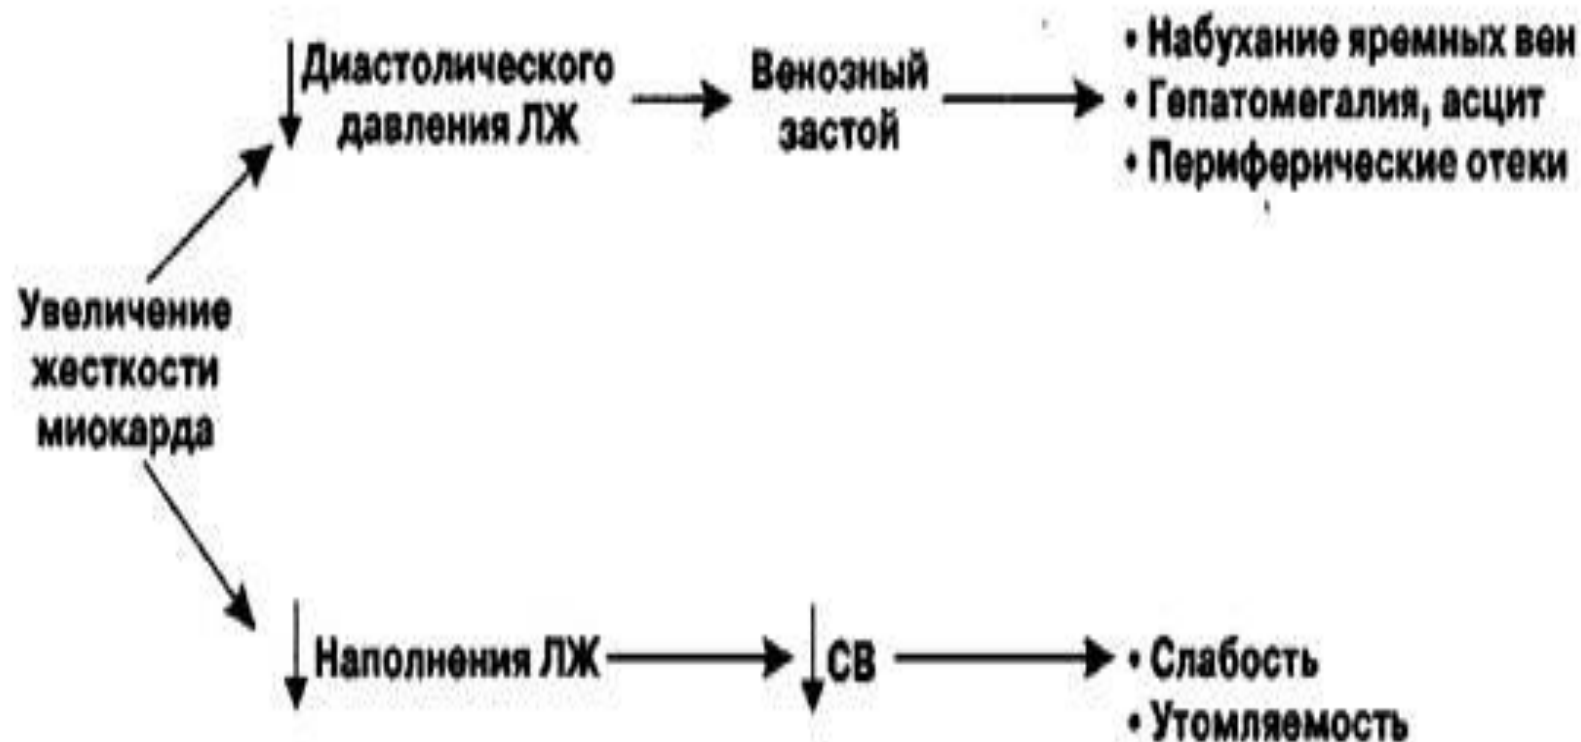 Диастолического
давления ЛЖ
Венозный
застой
• Набухание яремных вен
• Гепатомегалия, асцит
• Периферические отеки
Увеличение
жесткости
миокарда
Наполнения ЛЖ
СВ
• Слабость
• Утомляемость